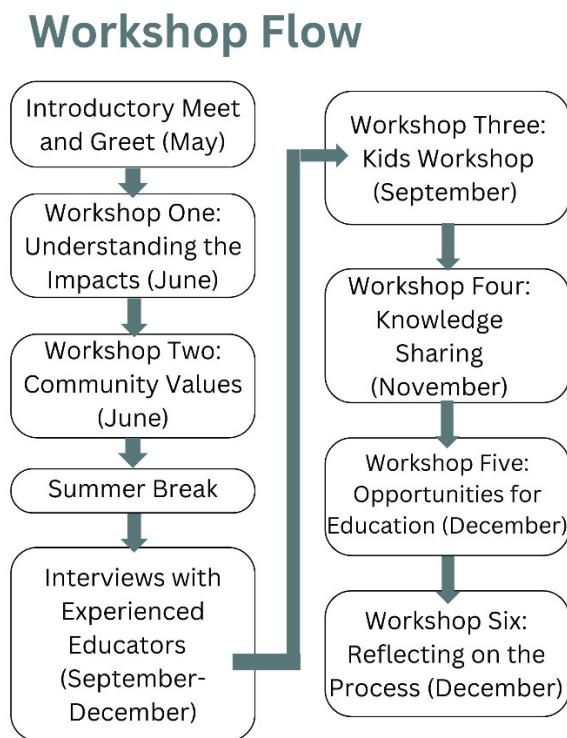 Workshop Flow
Introductory Meet
and Greet (May)
Workshop One:
Understanding the
Impacts (June)
Workshop Two:
Community Values
(June)
Summer Break
Interviews with
Experienced
Educators
(September-
December)
Workshop Three:
Kids Workshop
(September)
Workshop Four:
Knowledge
Sharing
(November)
Workshop Five:
Opportunities for
Education (December)
Workshop Six:
Reflecting on the
Process (December)